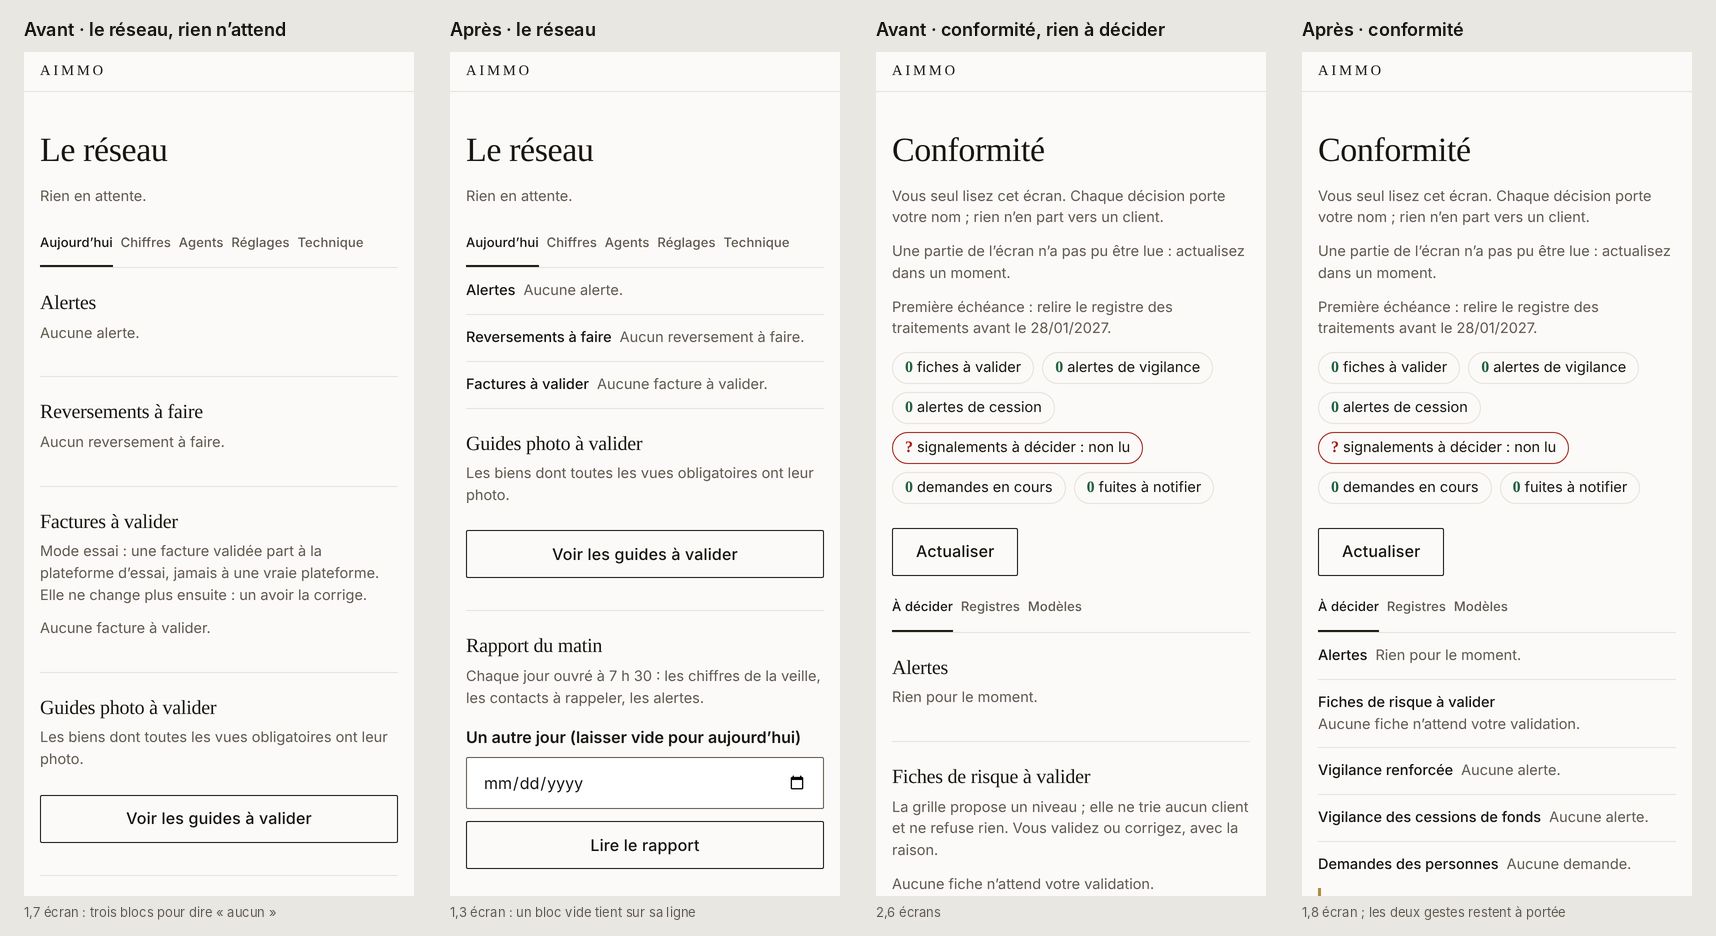 Avant · le réseau, rien n’attend
AIMMO
Le réseau
Rien en attente.
Aujourd’hui Chiffres Agents Réglages Technique
Alertes
Aucune alerte.
Reversements à faire
Aucun reversement à faire.
Factures à valider
Mode essai : une facture validée part à la
plateforme d’essai, jamais à une vraie plateforme.
Elle ne change plus ensuite : un avoir la corrige.
Aucune facture à valider.
Guides photo à valider
Les biens dont toutes les vues obligatoires ont leur
photo.
Voir les guides à valider
1,7 écran : trois blocs pour dire « aucun »
Après · le réseau
AIMMO
Le réseau
Rien en attente.
Aujourd’hui Chiffres Agents Réglages Technique
Alertes Aucune alerte.
Reversements à faire Aucun reversement à faire.
Factures à valider Aucune facture à valider.
Guides photo à valider
Les biens dont toutes les vues obligatoires ont leur
photo.
Voir les guides à valider
Rapport du matin
Chaque jour ouvré à 7 h 30 : les chiffres de la veille,
les contacts à rappeler, les alertes.
Un autre jour (laisser vide pour aujourd’hui)
mm/dd/yyyy
Lire le rapport
1,3 écran : un bloc vide tient sur sa ligne
Avant · conformité, rien à décider
AIMMO
Conformité
Vous seul lisez cet écran. Chaque décision porte
votre nom ; rien n’en part vers un client.
Une partie de l’écran n’a pas pu être lue : actualisez
dans un moment.
Première échéance : relire le registre des
traitements avant le 28/01/2027.
0 fiches à valider 0 alertes de vigilance
0 alertes de cession
? signalements à décider : non lu
0 demandes en cours 0 fuites à notifier
Actualiser
À décider Registres Modèles
Alertes
Rien pour le moment.
Fiches de risque à valider
La grille propose un niveau ; elle ne trie aucun client
et ne refuse rien. Vous validez ou corrigez, avec la
raison.
Aucune fiche n’attend votre validation.
2,6 écrans
Après · conformité
AIMMO
Conformité
Vous seul lisez cet écran. Chaque décision porte
votre nom ; rien n’en part vers un client.
Une partie de l’écran n’a pas pu être lue : actualisez
dans un moment.
Première échéance : relire le registre des
traitements avant le 28/01/2027.
0 fiches à valider 0 alertes de vigilance
0 alertes de cession
? signalements à décider : non lu
0 demandes en cours 0 fuites à notifier
Actualiser
À décider Registres Modèles
Alertes Rien pour le moment.
Fiches de risque à valider
Aucune fiche n’attend votre validation.
Vigilance renforcée Aucune alerte.
Vigilance des cessions de fonds Aucune alerte.
Demandes des personnes Aucune demande.
1,8 écran ; les deux gestes restent à portée